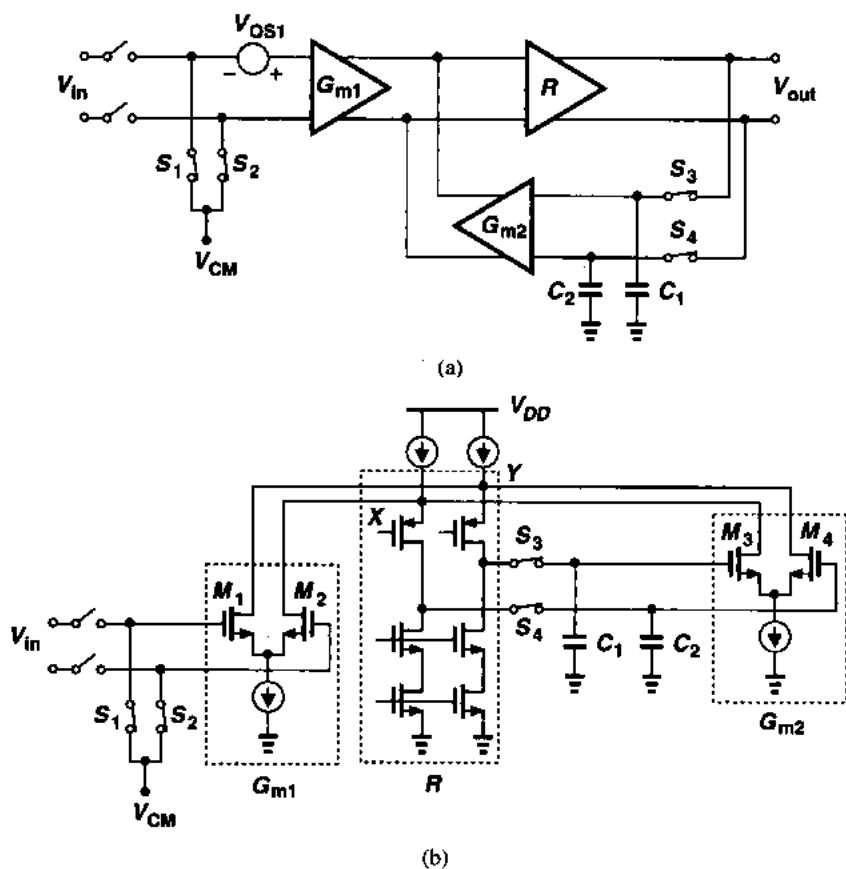 V_OS1
V_in
G_m1
R
V_out
S_1
S_2
V_CM
G_m2
S_3
S_4
C_2
C_1
(a)
V_DD
Y
X
M_1
M_2
V_in
S_1
S_2
V_CM
G_m1
R
S_3
S_4
C_1
C_2
M_3
M_4
G_m2
(b)